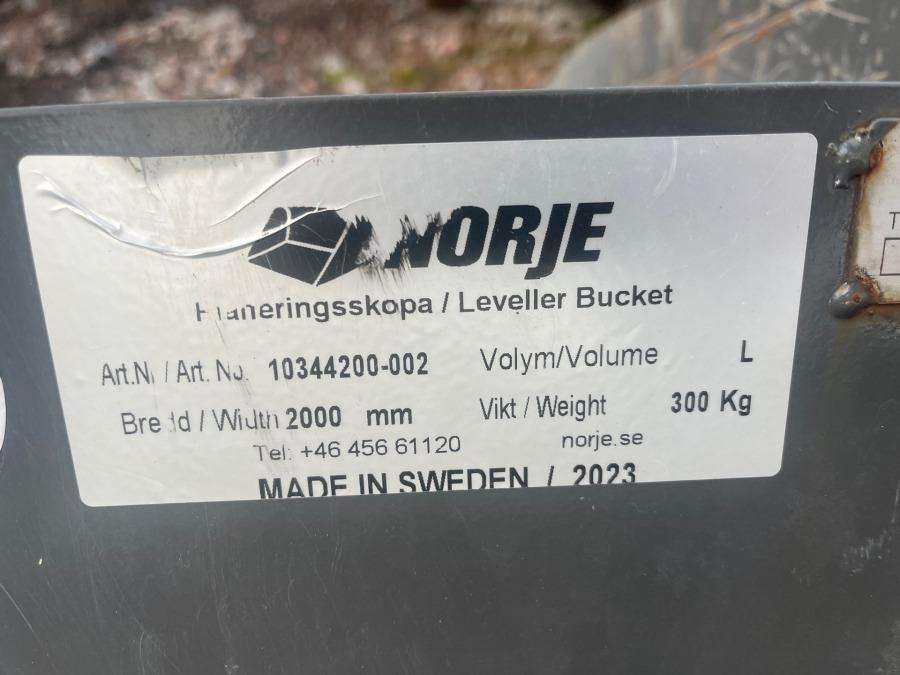 NORJE
Planeringsskopa / Leveller Bucket
Art.Nr / Art. No. 10344200-002
Volym/Volume L
Bredd / Width 2000 mm
Vikt / Weight 300 Kg
Tel: +46 456 61120
norje.se
MADE IN SWEDEN / 2023
T